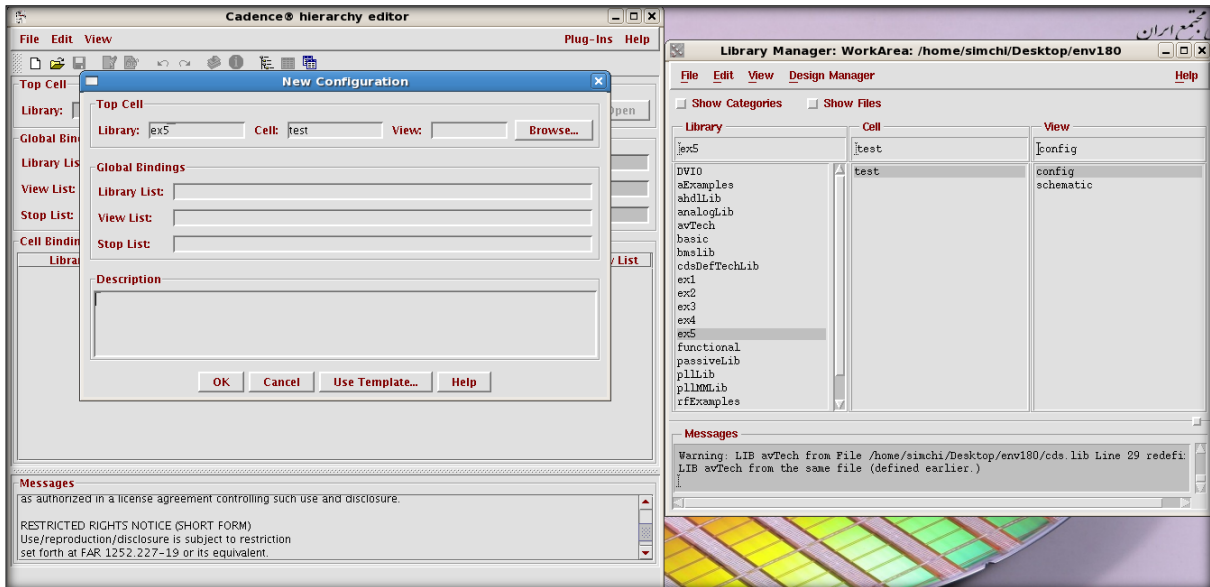 Cadence® hierarchy editor
File Edit View Plug-Ins Help
Top Cell
Library: Open
Global Bin
Library Lis
View List:
Stop List:
Cell Bindin
Libra / List
New Configuration
Top Cell
Library: ex5 Cell: test View: Browse...
Global Bindings
Library List:
View List:
Stop List:
Description
OK Cancel Use Template... Help
Messages
as authorized in a license agreement controlling such use and disclosure.
RESTRICTED RIGHTS NOTICE (SHORT FORM)
Use/reproduction/disclosure is subject to restriction
set forth at FAR 1252.227-19 or its equivalent.
مجتمع ایران
Library Manager: WorkArea: /home/simchi/Desktop/env180
File Edit View Design Manager Help
Show Categories Show Files
Library Cell View
ex5 test config
DVIO test config
aExamples schematic
ahdlLib
analogLib
avTech
basic
bmslib
cdsDefTechLib
ex1
ex2
ex3
ex4
ex5
functional
passiveLib
pllLib
pllMMLib
rfExamples
Messages
Warning: LIB avTech from File /home/simchi/Desktop/env180/cds.lib Line 29 redefi
LIB avTech from the same file (defined earlier.)